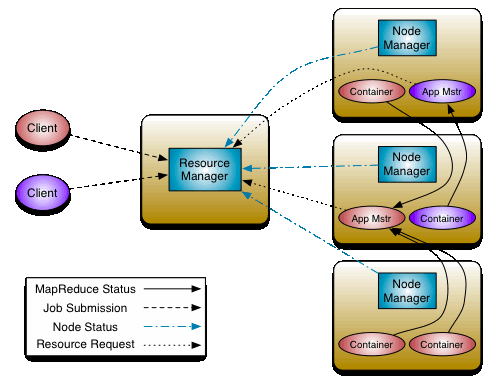 Node
Manager
Container
App Mstr
Client
Client
Resource
Manager
Node
Manager
App Mstr
Container
Node
Manager
Container
Container
MapReduce Status
Job Submission
Node Status
Resource Request